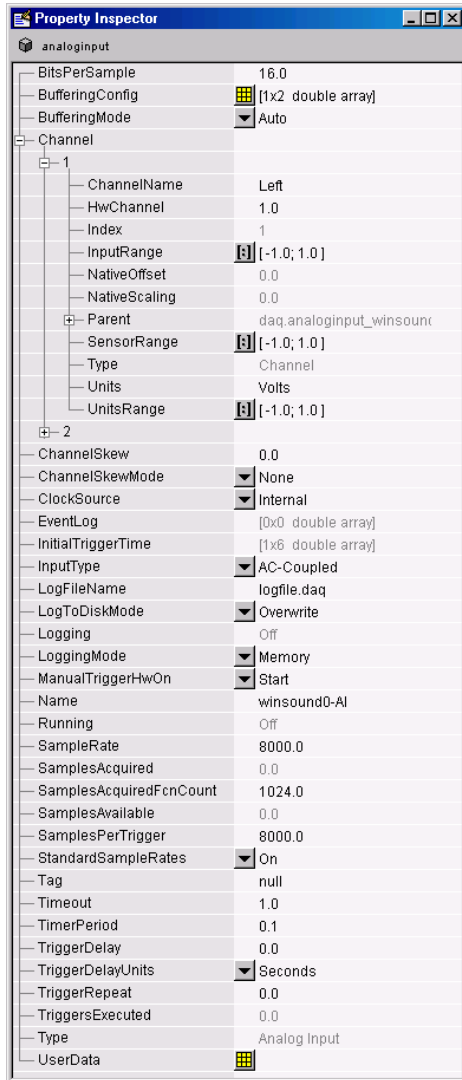 Property Inspector
analoginput
BitsPerSample 16.0
BufferingConfig [1x2 double array]
BufferingMode Auto
Channel
1
ChannelName Left
HwChannel 1.0
Index 1
InputRange [:] [ -1.0; 1.0 ]
NativeOffset 0.0
NativeScaling 0.0
Parent daq.analoginput_winsound
SensorRange [:] [ -1.0; 1.0 ]
Type Channel
Units Volts
UnitsRange [:] [ -1.0; 1.0 ]
2
ChannelSkew 0.0
ChannelSkewMode None
ClockSource Internal
EventLog [0x0 double array]
InitialTriggerTime [1x6 double array]
InputType AC-Coupled
LogFileName logfile.daq
LogToDiskMode Overwrite
Logging Off
LoggingMode Memory
ManualTriggerHwOn Start
Name winsound0-AI
Running Off
SampleRate 8000.0
SamplesAcquired 0.0
SamplesAcquiredFcnCount 1024.0
SamplesAvailable 0.0
SamplesPerTrigger 8000.0
StandardSampleRates On
Tag null
Timeout 1.0
TimerPeriod 0.1
TriggerDelay 0.0
TriggerDelayUnits Seconds
TriggerRepeat 0.0
TriggersExecuted 0.0
Type Analog Input
UserData